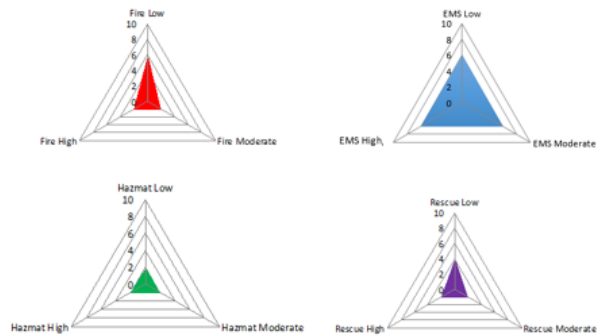 Fire Low
10
8
6
4
2
0
Fire High
Fire Moderate
EMS Low
10
8
6
4
2
0
EMS High,
EMS Moderate
Hazmat Low
10
8
6
4
2
0
Hazmat High
Hazmat Moderate
Rescue Low
10
8
6
4
2
0
Rescue High
Rescue Moderate